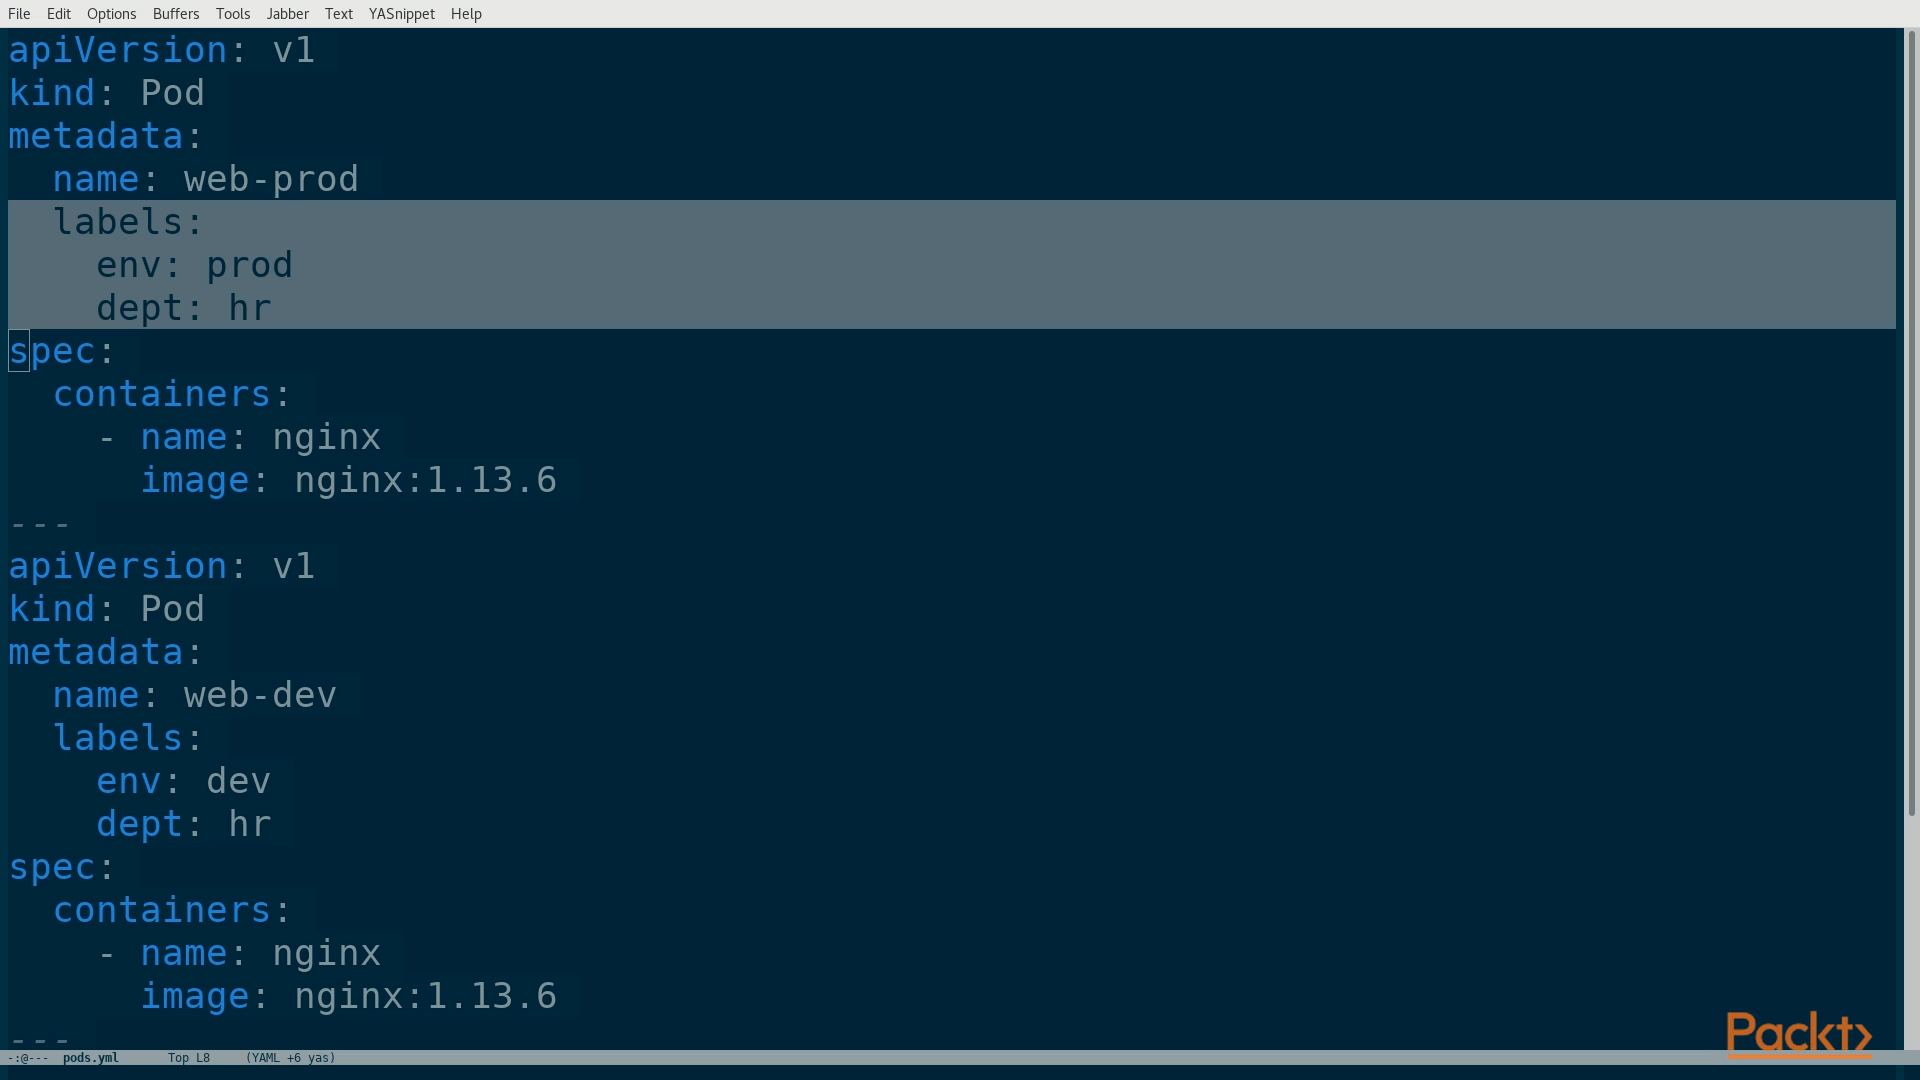 File Edit Options Buffers Tools Jabber Text YASnippet Help
apiVersion: v1
kind: Pod
metadata:
  name: web-prod
  labels:
    env: prod
    dept: hr
spec:
  containers:
    - name: nginx
      image: nginx:1.13.6
---
apiVersion: v1
kind: Pod
metadata:
  name: web-dev
  labels:
    env: dev
    dept: hr
spec:
  containers:
    - name: nginx
      image: nginx:1.13.6
---
Packt>
-:@--- pods.yml Top L8 (YAML +6 yas)